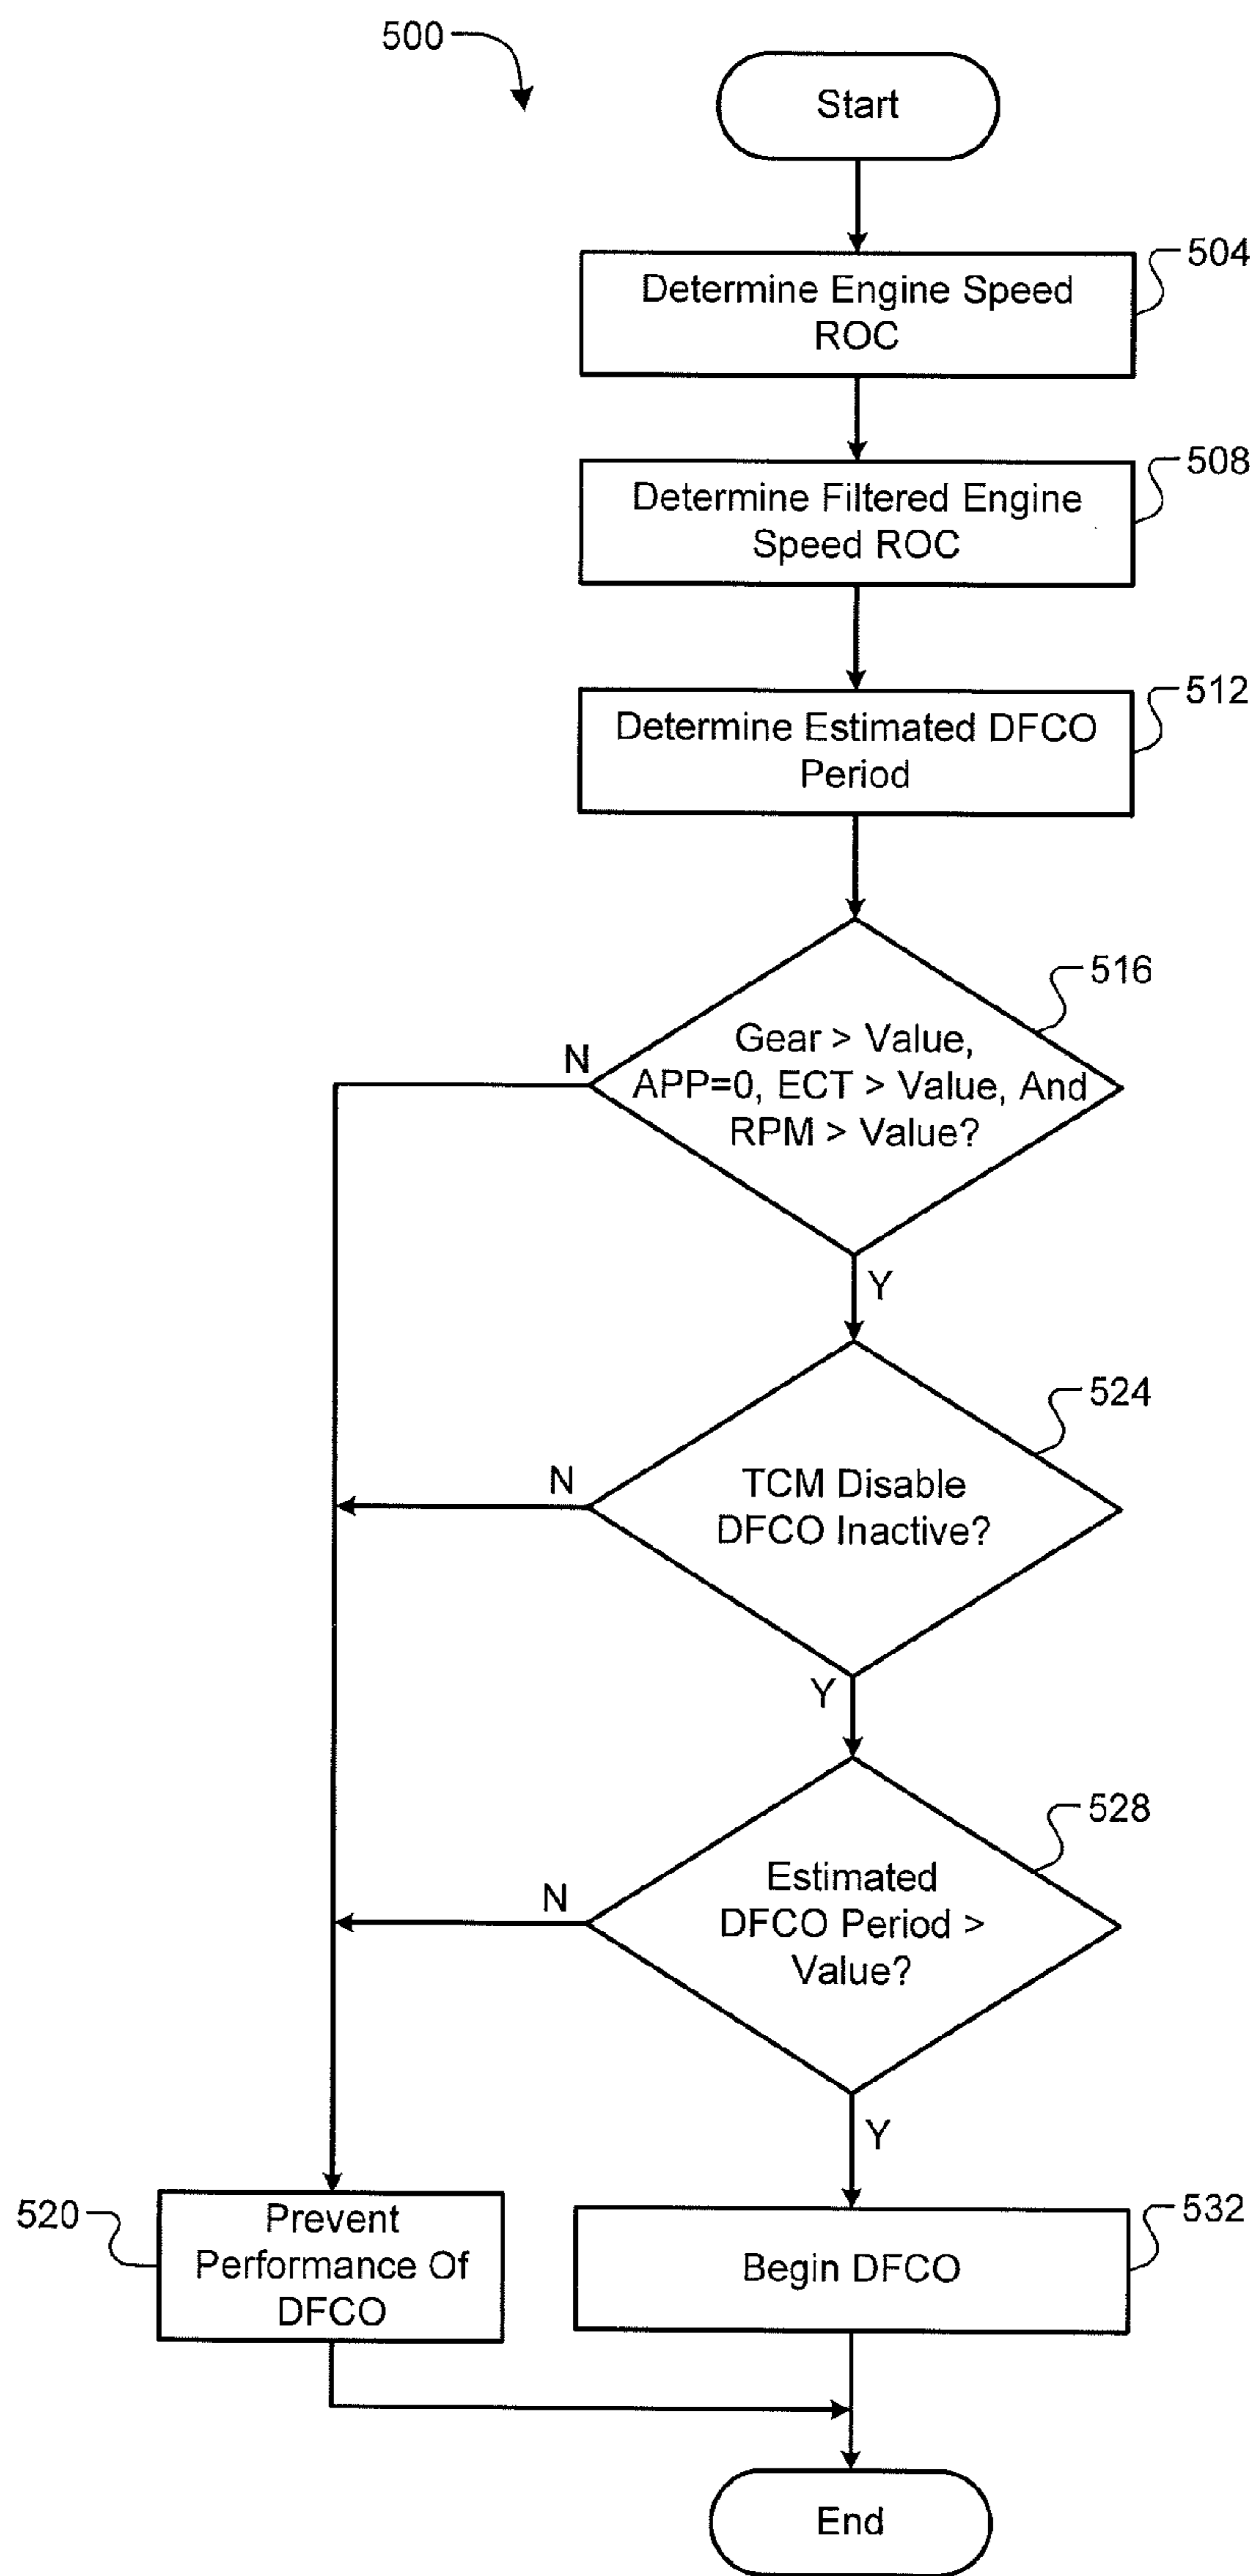 500
Start
504
Determine Engine Speed
ROC
508
Determine Filtered Engine
Speed ROC
512
Determine Estimated DFCO
Period
516
Gear > Value,
APP=0, ECT > Value, And
RPM > Value?
N
Y
524
TCM Disable
DFCO Inactive?
N
Y
528
Estimated
DFCO Period >
Value?
N
Y
520
Prevent
Performance Of
DFCO
532
Begin DFCO
End